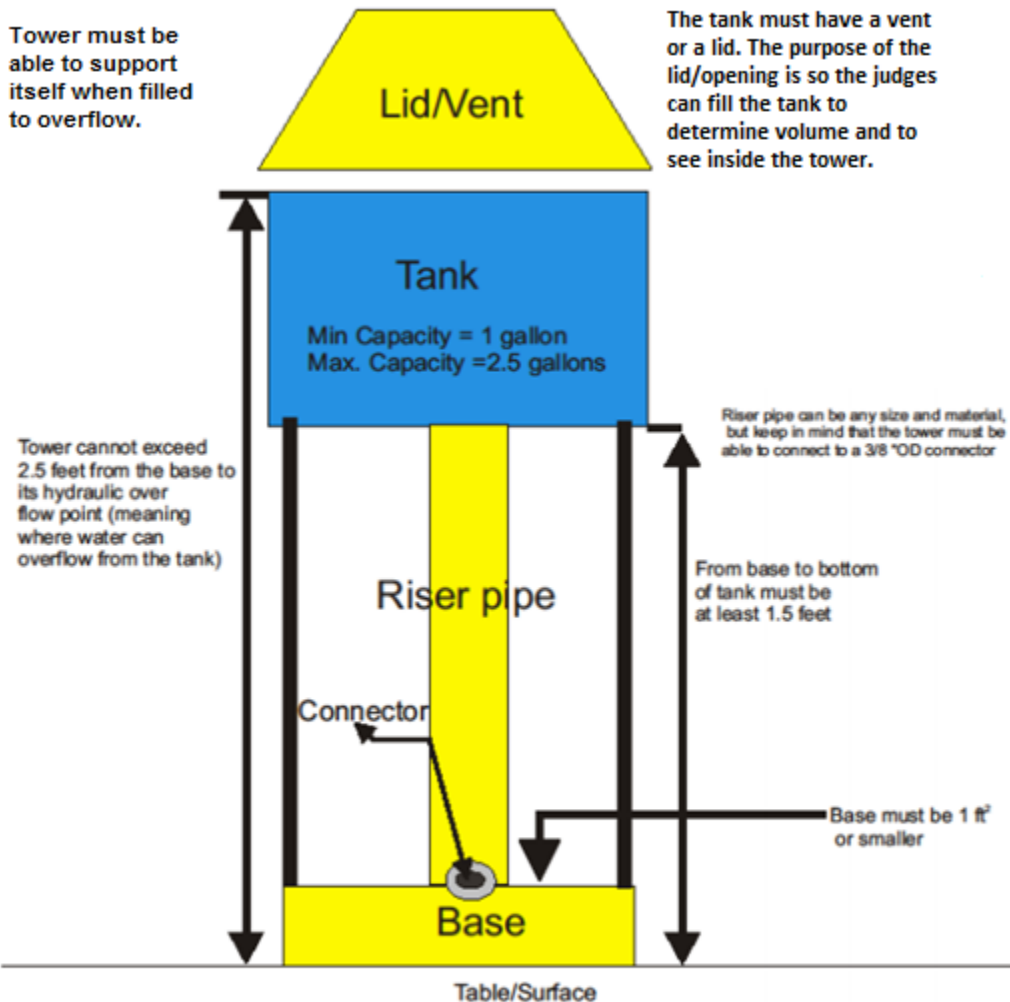 Tower must be
able to support
itself when filled
to overflow.
Lid/Vent
The tank must have a vent
or a lid. The purpose of the
lid/opening is so the judges
can fill the tank to
determine volume and to
see inside the tower.
Tank
Min Capacity = 1 gallon
Max. Capacity =2.5 gallons
Tower cannot exceed
2.5 feet from the base to
its hydraulic over
flow point (meaning
where water can
overflow from the tank)
Riser pipe can be any size and material,
but keep in mind that the tower must be
able to connect to a 3/8 "OD connector
Riser pipe
From base to bottom
of tank must be
at least 1.5 feet
Connector
Base must be 1 ft²
or smaller
Base
Table/Surface